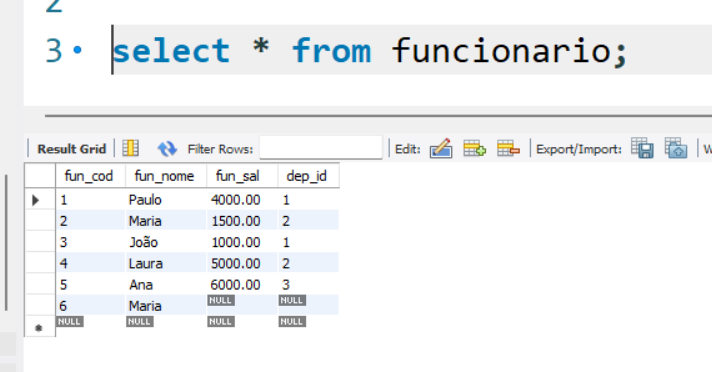 2
3 select * from funcionario;
Result Grid Filter Rows: Edit: Export/Import: W
fun_cod fun_nome fun_sal dep_id
1 Paulo 4000.00 1
2 Maria 1500.00 2
3 João 1000.00 1
4 Laura 5000.00 2
5 Ana 6000.00 3
6 Maria NULL NULL
NULL NULL NULL NULL